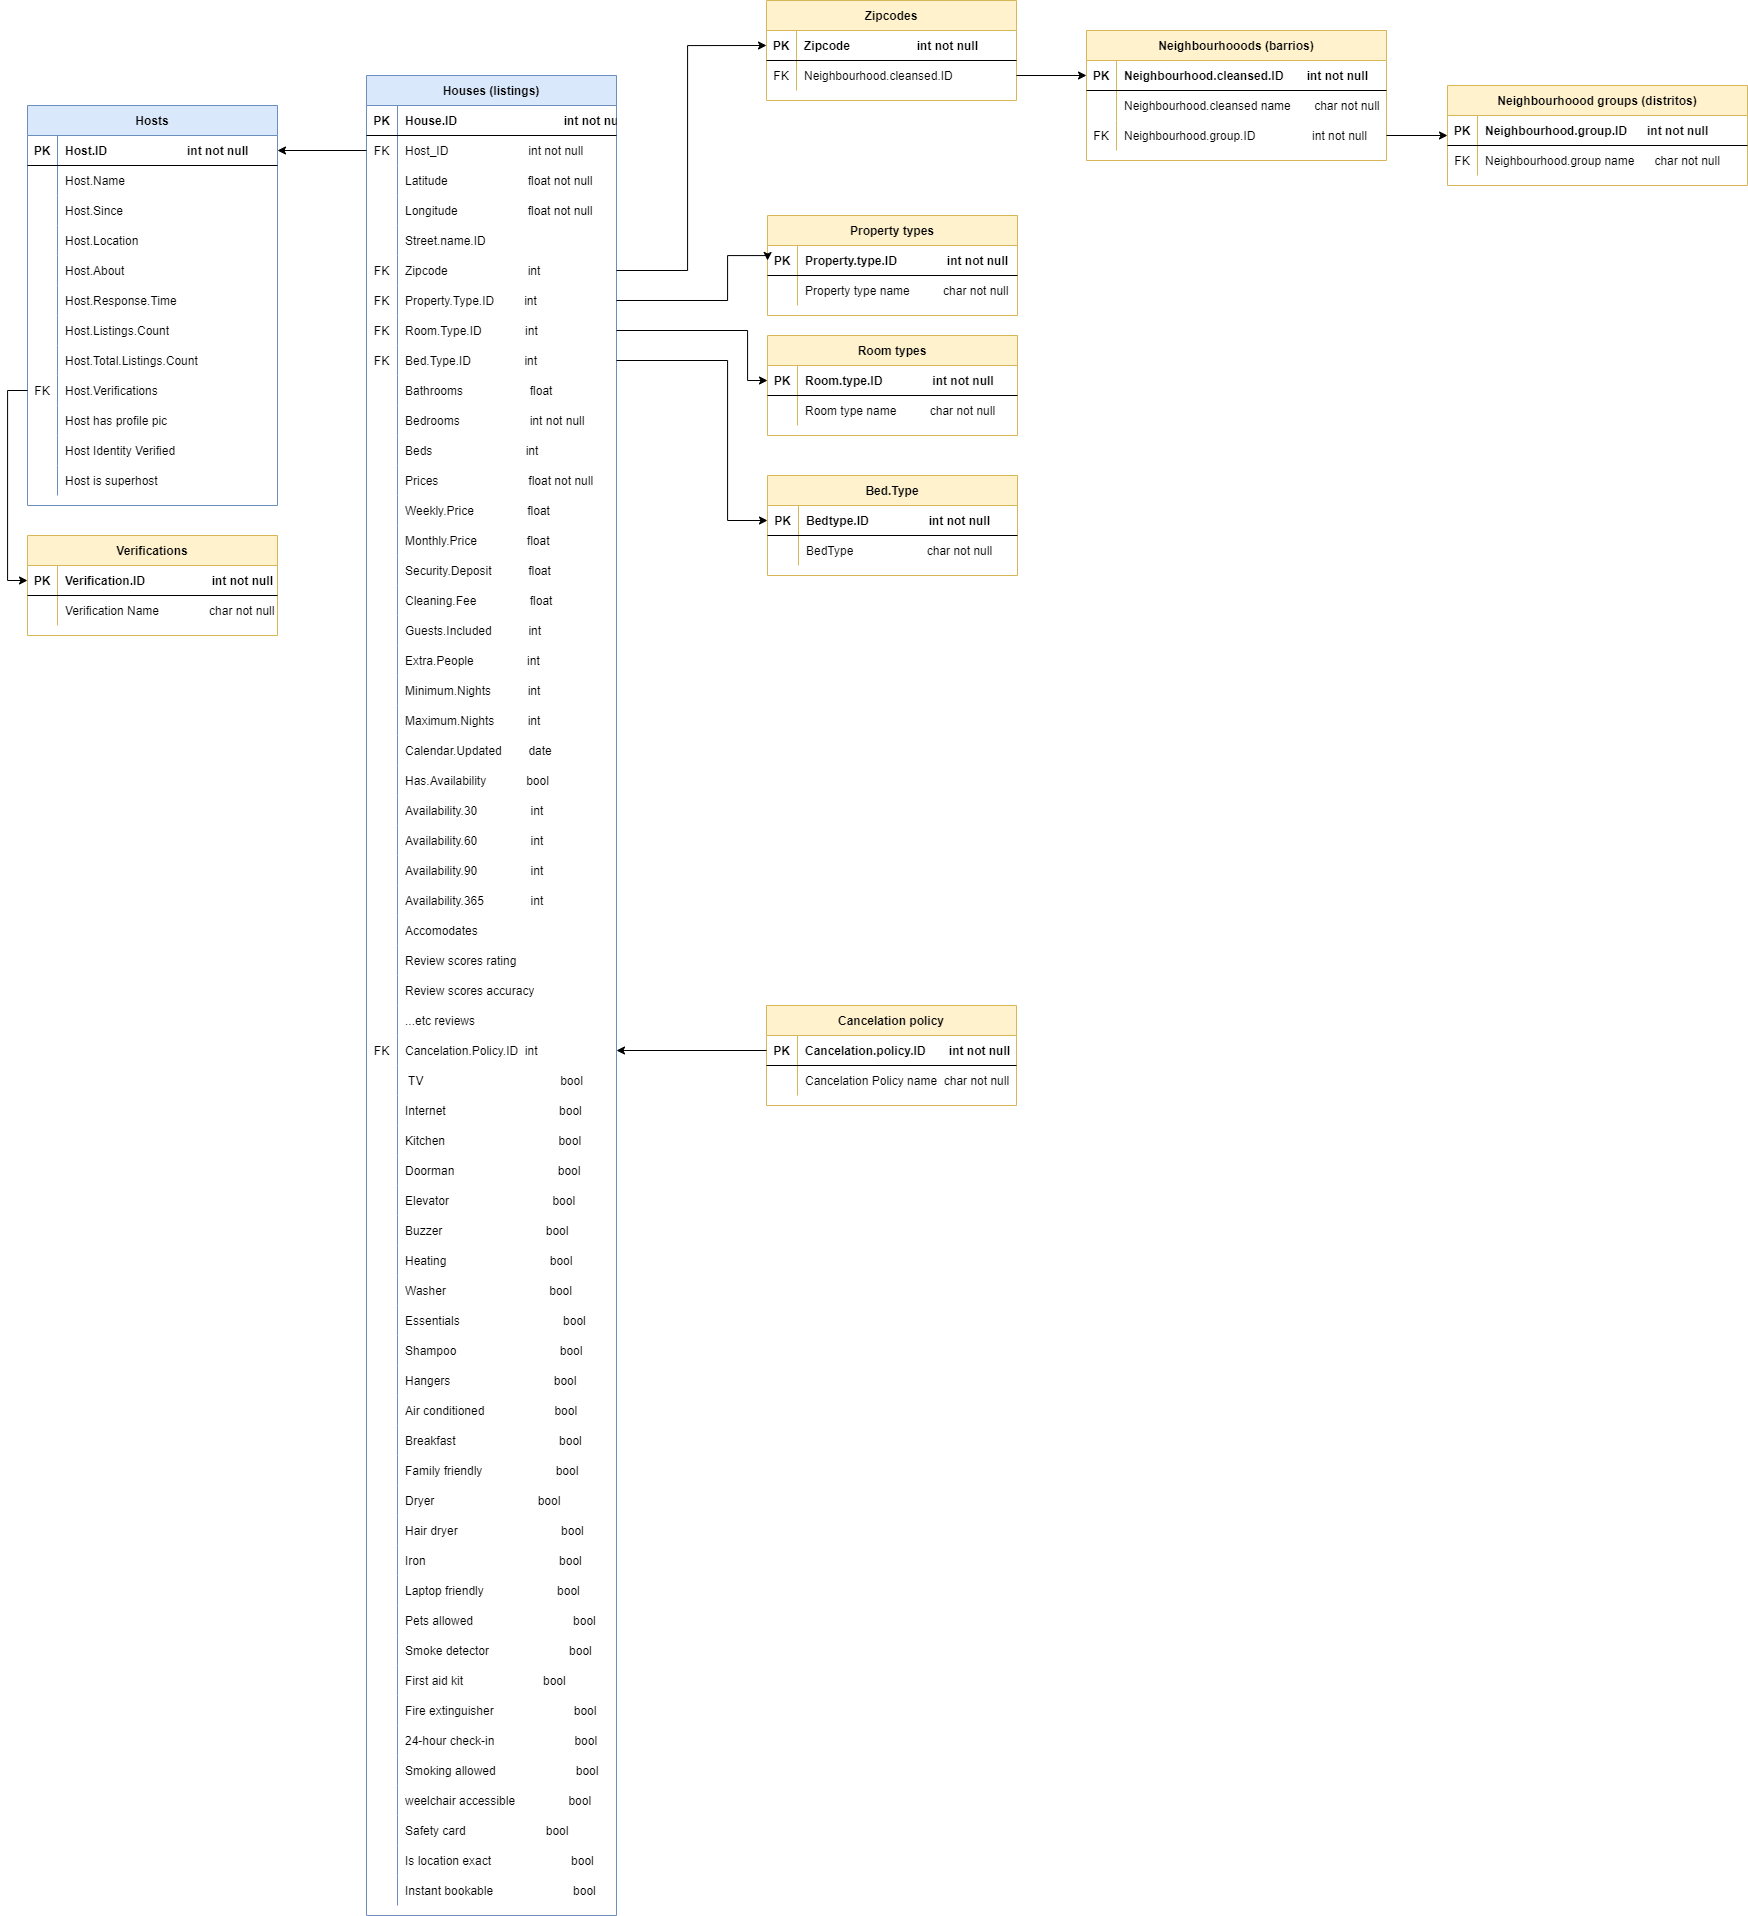 Hosts
PK Host.ID int not null
Host.Name
Host.Since
Host.Location
Host.About
Host.Response.Time
Host.Listings.Count
Host.Total.Listings.Count
FK Host.Verifications
Host has profile pic
Host Identity Verified
Host is superhost
Verifications
PK Verification.ID int not null
Verification Name char not null
Houses (listings)
PK House.ID int not nu
FK Host_ID int not null
Latitude float not null
Longitude float not null
Street.name.ID
FK Zipcode int
FK Property.Type.ID int
FK Room.Type.ID int
FK Bed.Type.ID int
Bathrooms float
Bedrooms int not null
Beds int
Prices float not null
Weekly.Price float
Monthly.Price float
Security.Deposit float
Cleaning.Fee float
Guests.Included int
Extra.People int
Minimum.Nights int
Maximum.Nights int
Calendar.Updated date
Has.Availability bool
Availability.30 int
Availability.60 int
Availability.90 int
Availability.365 int
Accomodates
Review scores rating
Review scores accuracy
...etc reviews
FK Cancelation.Policy.ID int
TV bool
Internet bool
Kitchen bool
Doorman bool
Elevator bool
Buzzer bool
Heating bool
Washer bool
Essentials bool
Shampoo bool
Hangers bool
Air conditioned bool
Breakfast bool
Family friendly bool
Dryer bool
Hair dryer bool
Iron bool
Laptop friendly bool
Pets allowed bool
Smoke detector bool
First aid kit bool
Fire extinguisher bool
24-hour check-in bool
Smoking allowed bool
weelchair accessible bool
Safety card bool
Is location exact bool
Instant bookable bool
Zipcodes
PK Zipcode int not null
FK Neighbourhood.cleansed.ID
Neighbourhooods (barrios)
PK Neighbourhood.cleansed.ID int not null
Neighbourhood.cleansed name char not null
FK Neighbourhood.group.ID int not null
Neighbourhoood groups (distritos)
PK Neighbourhood.group.ID int not null
FK Neighbourhood.group name char not null
Property types
PK Property.type.ID int not null
Property type name char not null
Room types
PK Room.type.ID int not null
Room type name char not null
Bed.Type
PK Bedtype.ID int not null
BedType char not null
Cancelation policy
PK Cancelation.policy.ID int not null
Cancelation Policy name char not null